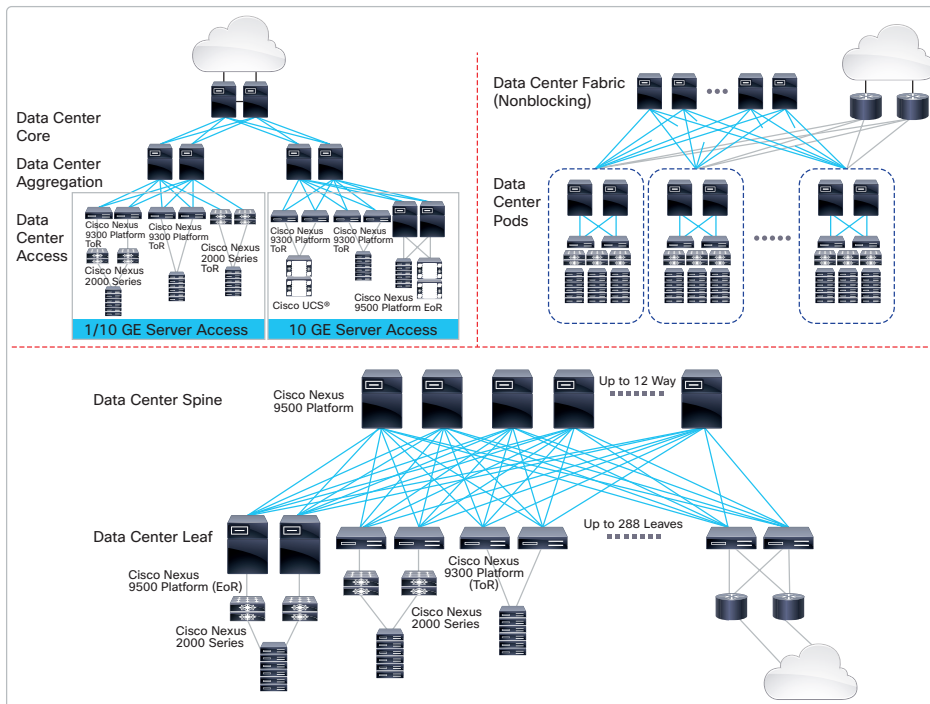 Data Center
Core
Data Center
Aggregation
Data
Center
Access
Cisco Nexus
9300 Platform
ToR
Cisco Nexus
2000 Series
Cisco Nexus
9300 Platform
ToR
Cisco Nexus
2000 Series
ToR
1/10 GE Server Access
Cisco Nexus
9300 Platform
ToR
Cisco UCS®
Cisco Nexus
9300 Platform
ToR
Cisco Nexus
9500 Platform EoR
10 GE Server Access
Data Center Fabric
(Nonblocking)
Data
Center
Pods
Data Center Spine
Cisco Nexus
9500 Platform
Up to 12 Way
Data Center Leaf
Up to 288 Leaves
Cisco Nexus
9500 Platform (EoR)
Cisco Nexus
9300 Platform
(ToR)
Cisco Nexus
2000 Series
Cisco Nexus
2000 Series